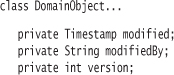 class DomainObject...
private Timestamp modified;
private String modifiedBy;
private int version;